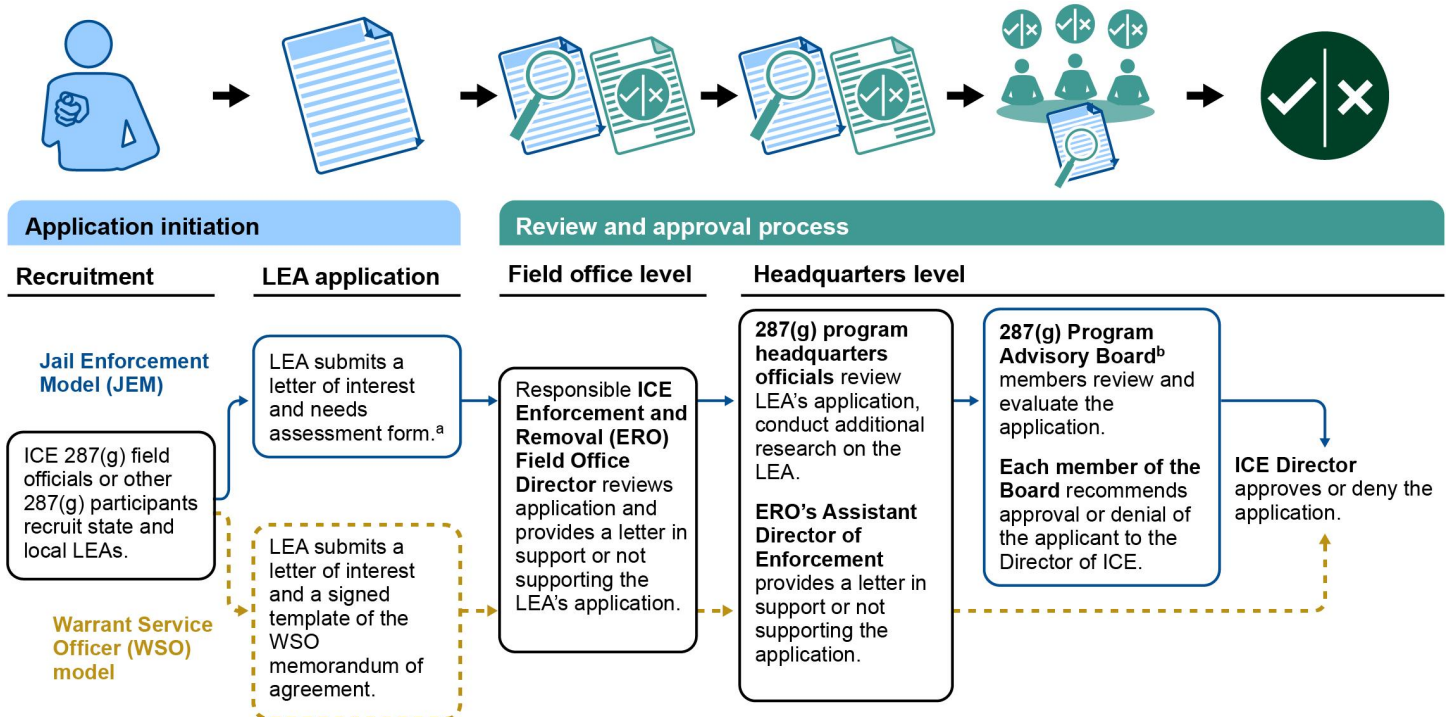 Application initiation
Review and approval process
Recruitment
LEA application
Field office level
Headquarters level
Jail Enforcement
Model (JEM)
ICE 287(g) field
officials or other
287(g) participants
recruit state and
local LEAs.
Warrant Service
Officer (WSO)
model
LEA submits a
letter of interest
and needs
assessment form.a
LEA submits a
letter of interest
and a signed
template of the
WSO
memorandum of
agreement.
Responsible ICE
Enforcement and
Removal (ERO)
Field Office
Director reviews
application and
provides a letter in
support or not
supporting the
LEA's application.
287(g) program
headquarters
officials review
LEA's application,
conduct additional
research on the
LEA.
ERO's Assistant
Director of
Enforcement
provides a letter in
support or not
supporting the
application.
287(g) Program
Advisory Boardb
members review and
evaluate the
application.
Each member of the
Board recommends
approval or denial of
the applicant to the
Director of ICE.
ICE Director
approves or deny the
application.